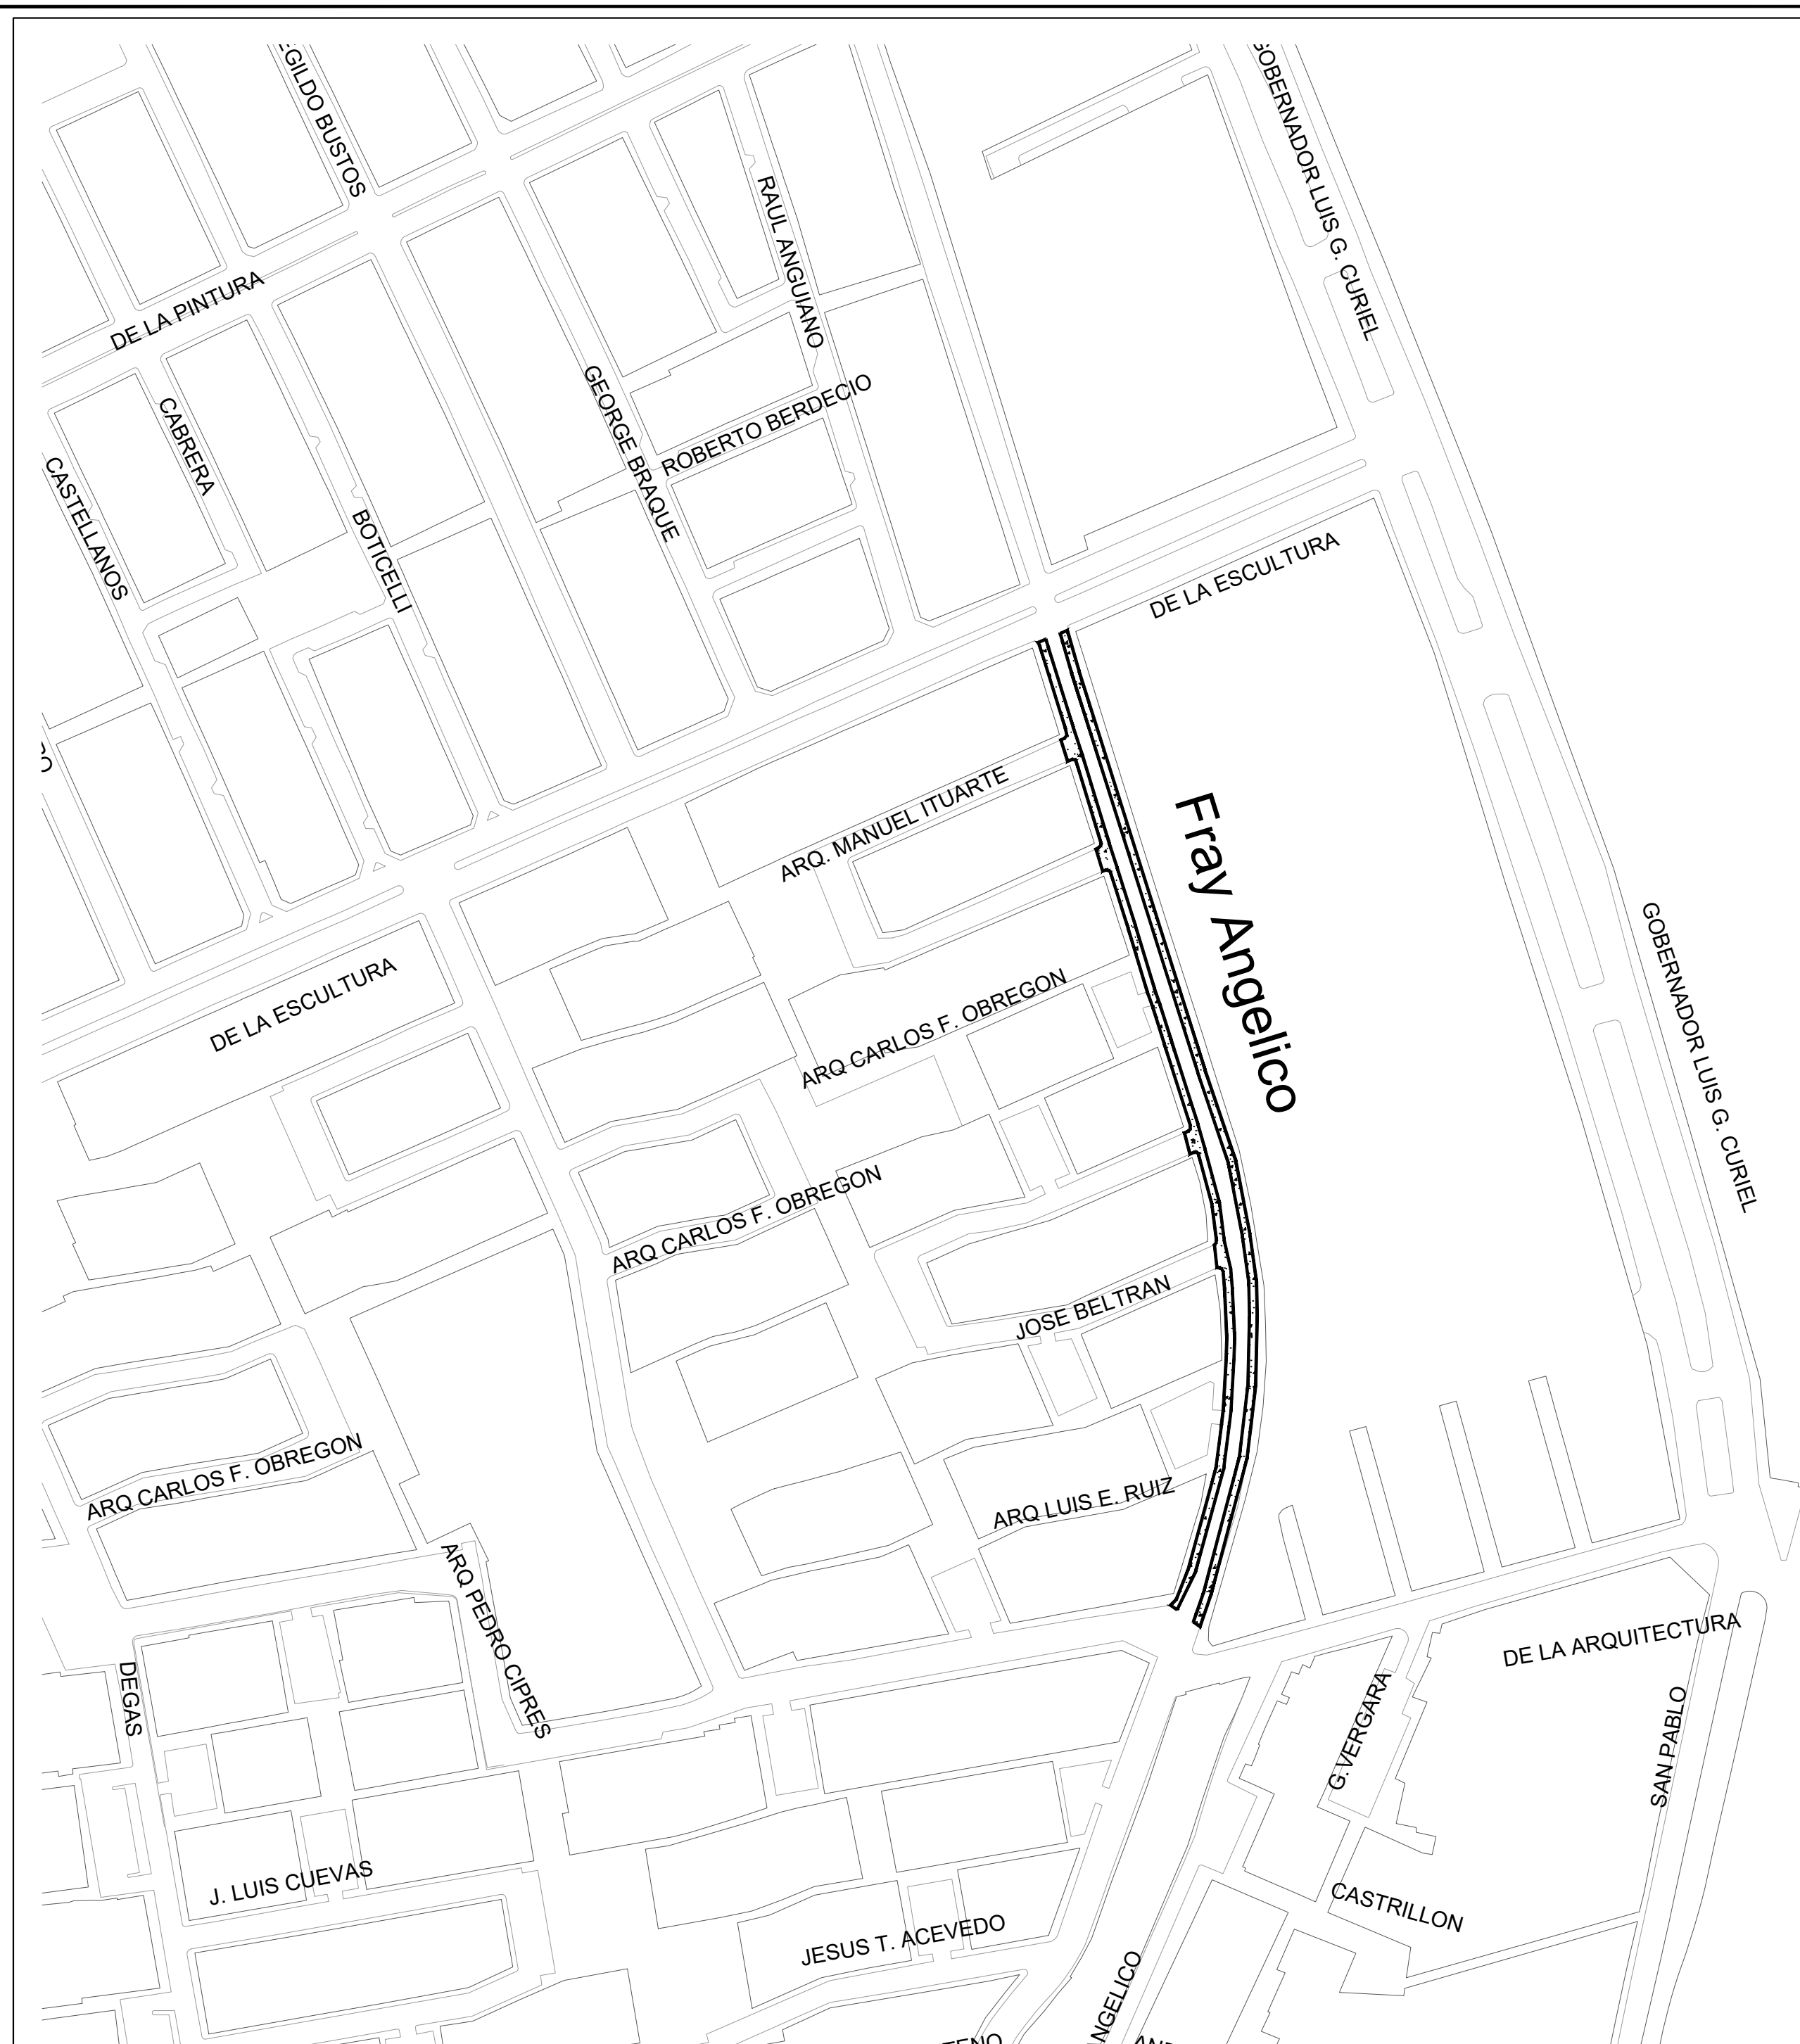 EGILDO BUSTOS
GOBERNADOR LUIS G. CURIEL
RAUL ANGUIANO
DE LA PINTURA
GEORGE BRAQUE
ROBERTO BERDECIO
CABRERA
CASTELLANOS
BOTICELLI
DE LA ESCULTURA
ARQ. MANUEL ITUARTE
Fray Angelico
GOBERNADOR LUIS G. CURIEL
DE LA ESCULTURA
ARQ CARLOS F. OBREGON
ARQ CARLOS F. OBREGON
JOSE BELTRAN
ARQ CARLOS F. OBREGON
ARQ LUIS E. RUIZ
ARQ PEDRO CIPRES
DE LA ARQUITECTURA
DEGAS
G.VERGARA
SAN PABLO
J. LUIS CUEVAS
CASTRILLON
JESUS T. ACEVEDO
NGELICO